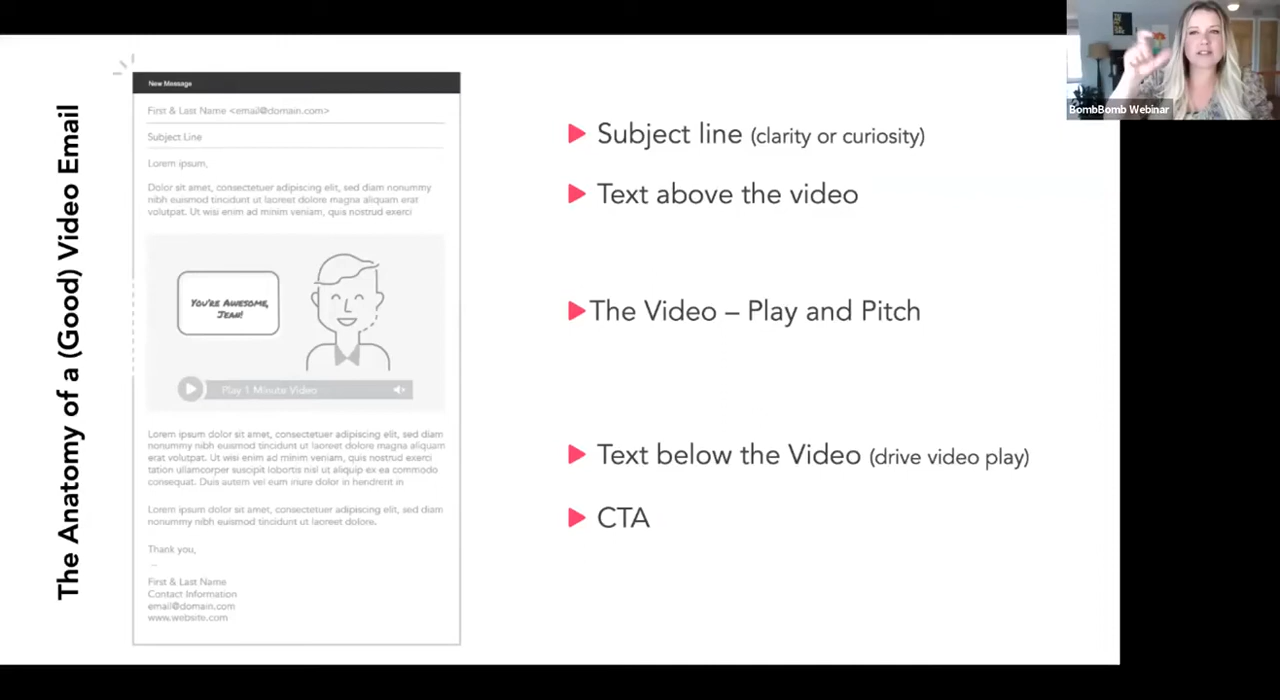 The Anatomy of a (Good) Video Email
New Message
First & Last Name <email@domain.com>
Subject Line
Lorem ipsum,
Dolor sit amet, consectetuer adipiscing elit, sed diam nonummy
nibh euismod tincidunt ut laoreet dolore magna aliquam erat
volutpat. Ut wisi enim ad minim veniam, quis nostrud exerci
YOU'RE AWESOME,
JEAN!
Play 1 Minute Video
Lorem ipsum dolor sit amet, consectetuer adipiscing elit, sed diam
nonummy nibh euismod tincidunt ut laoreet dolore magna aliquam
erat volutpat. Ut wisi enim ad minim veniam, quis nostrud exerci
tation ullamcorper suscipit lobortis nisl ut aliquip ex ea commodo
consequat. Duis autem vel eum iriure dolor in hendrerit in
Lorem ipsum dolor sit amet, consectetuer adipiscing elit, sed diam
nonummy nibh euismod tincidunt ut laoreet dolore.
Thank you,
--
First & Last Name
Contact Information
email@domain.com
www.website.com
Subject line (clarity or curiosity)
Text above the video
The Video – Play and Pitch
Text below the Video (drive video play)
CTA
BombBomb Webinar